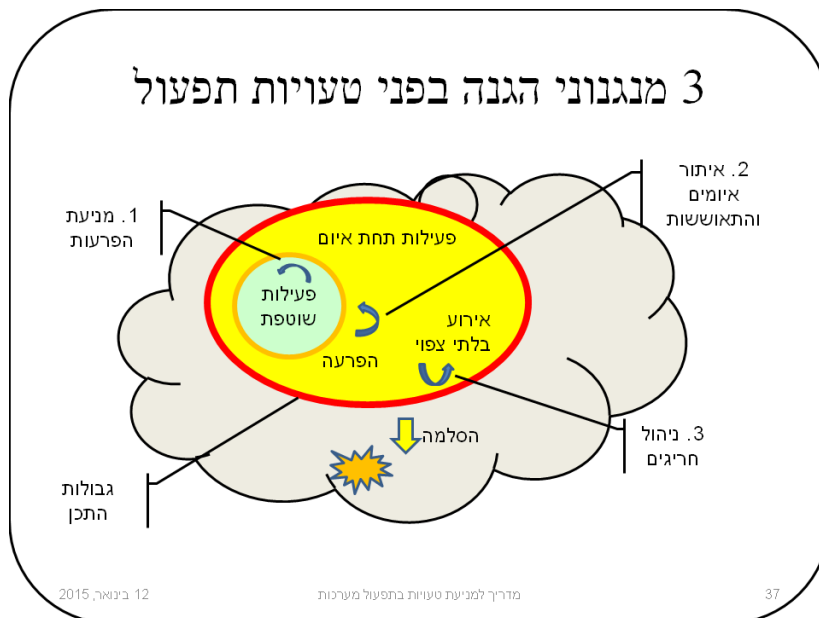 3 מנגנוני הגנה בפני טעויות תפעול
2. איתור
איומים
והתאוששות
1. מניעת
הפרעות
פעילות תחת איום
פעילות
שוטפת
אירוע
בלתי צפוי
הפרעה
הסלמה
3. ניהול
חריגים
גבולות
התכן
37
מדריך למניעת טעויות בתפעול מערכות
12 בינואר, 2015